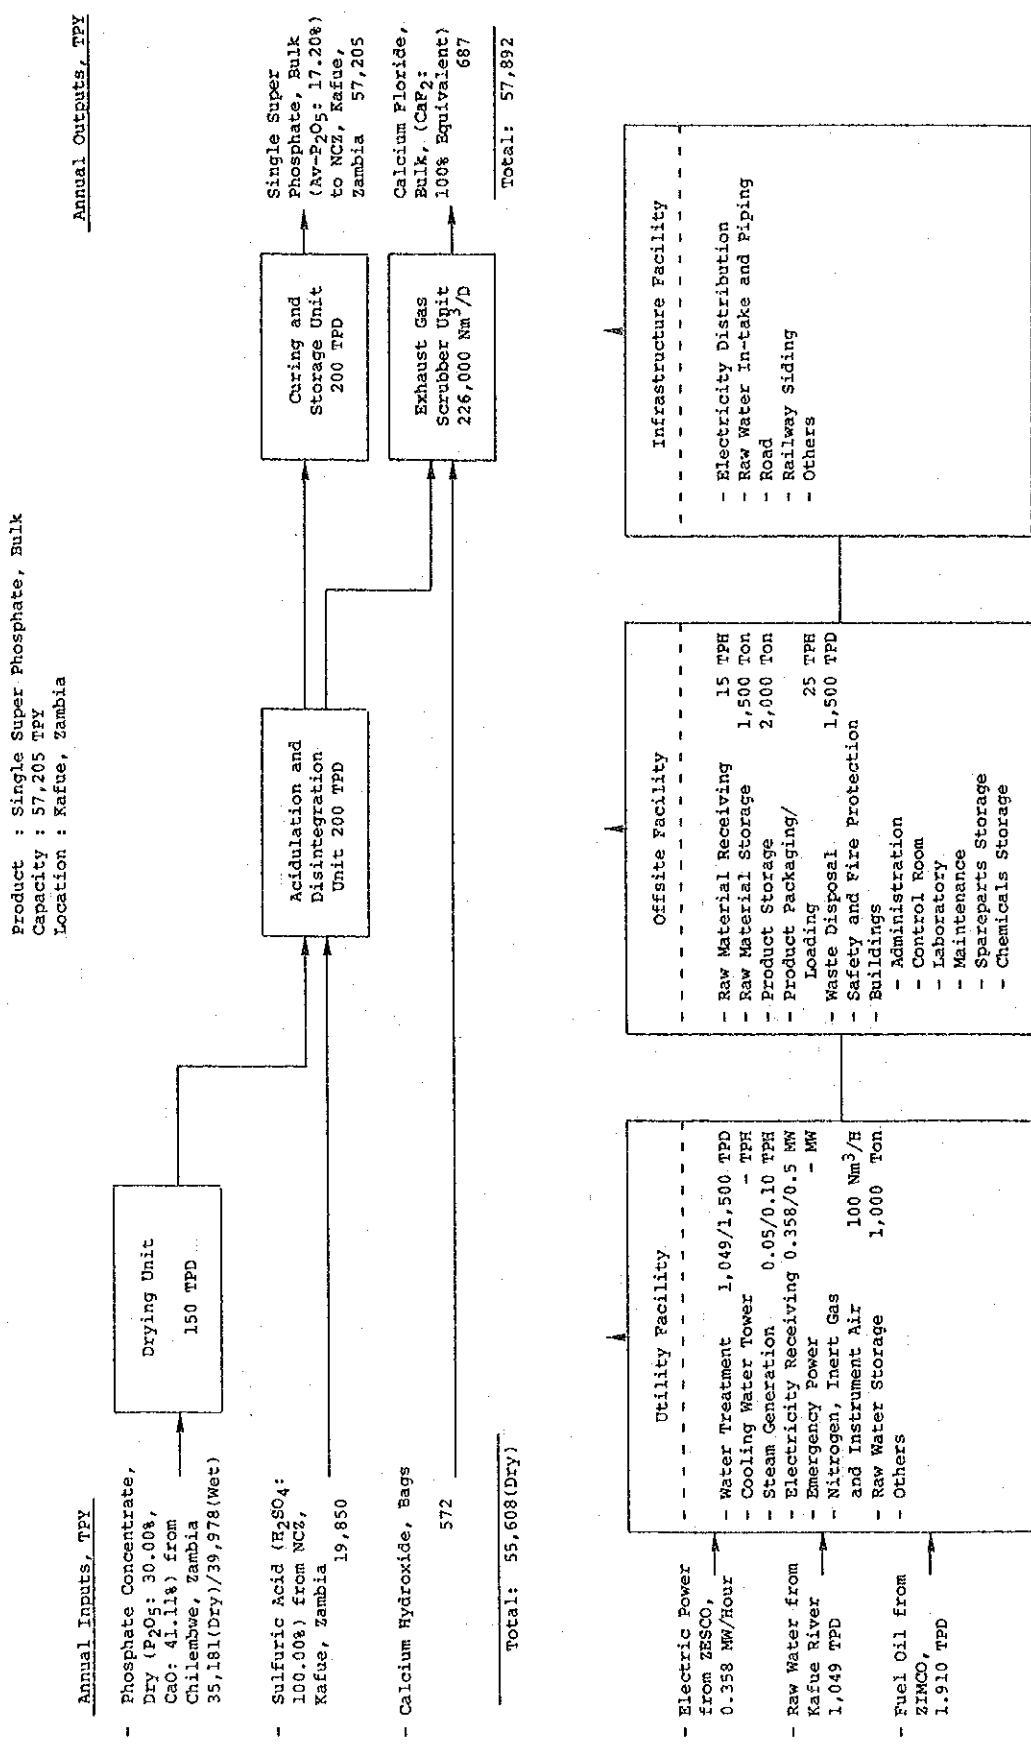 Product : Single Super Phosphate, Bulk
Capacity : 57,205 TPY
Location : Kafue, Zambia
Annual Inputs, TPY
- Phosphate Concentrate,
Dry (P2O5: 30.00%,
CaO: 41.11%) from
Chilembwe, Zambia
35,181(Dry)/39,978(Wet)
- Sulfuric Acid (H2SO4:
100.00%) from NCZ,
Kafue, Zambia
19,850
- Calcium Hydroxide, Bags
572
Total: 55,608(Dry)
Drying Unit
150 TPD
Acidulation and
Disintegration
Unit 200 TPD
Curing and
Storage Unit
200 TPD
Exhaust Gas
Scrubber Unit
226,000 Nm3/D
Annual Outputs, TPY
Single Super
Phosphate, Bulk
(Av-P2O5: 17.20%)
to NCZ, Kafue,
Zambia 57,205
Calcium Floride,
Bulk, (CaF2:
100% Equivalent)
687
Total: 57,892
- Electric Power
from ZESCO,
0.358 MW/Hour
- Raw Water from
Kafue River
1,049 TPD
- Fuel Oil from
ZIMCO,
1.910 TPD
Utility Facility
- Water Treatment 1,049/1,500 TPD
- Cooling Water Tower - TPH
- Steam Generation 0.05/0.10 TPH
- Electricity Receiving 0.358/0.5 MW
- Emergency Power - MW
- Nitrogen, Inert Gas
and Instrument Air 100 Nm3/H
- Raw Water Storage 1,000 Ton
- Others
Offsite Facility
- Raw Material Receiving 15 TPH
- Raw Material Storage 1,500 Ton
- Product Storage 2,000 Ton
- Product Packaging/
Loading 25 TPH
- Waste Disposal 1,500 TPD
- Safety and Fire Protection
- Buildings
- Administration
- Control Room
- Laboratory
- Maintenance
- Spareparts Storage
- Chemicals Storage
Infrastructure Facility
- Electricity Distribution
- Raw Water In-take and Piping
- Road
- Railway Siding
- Others